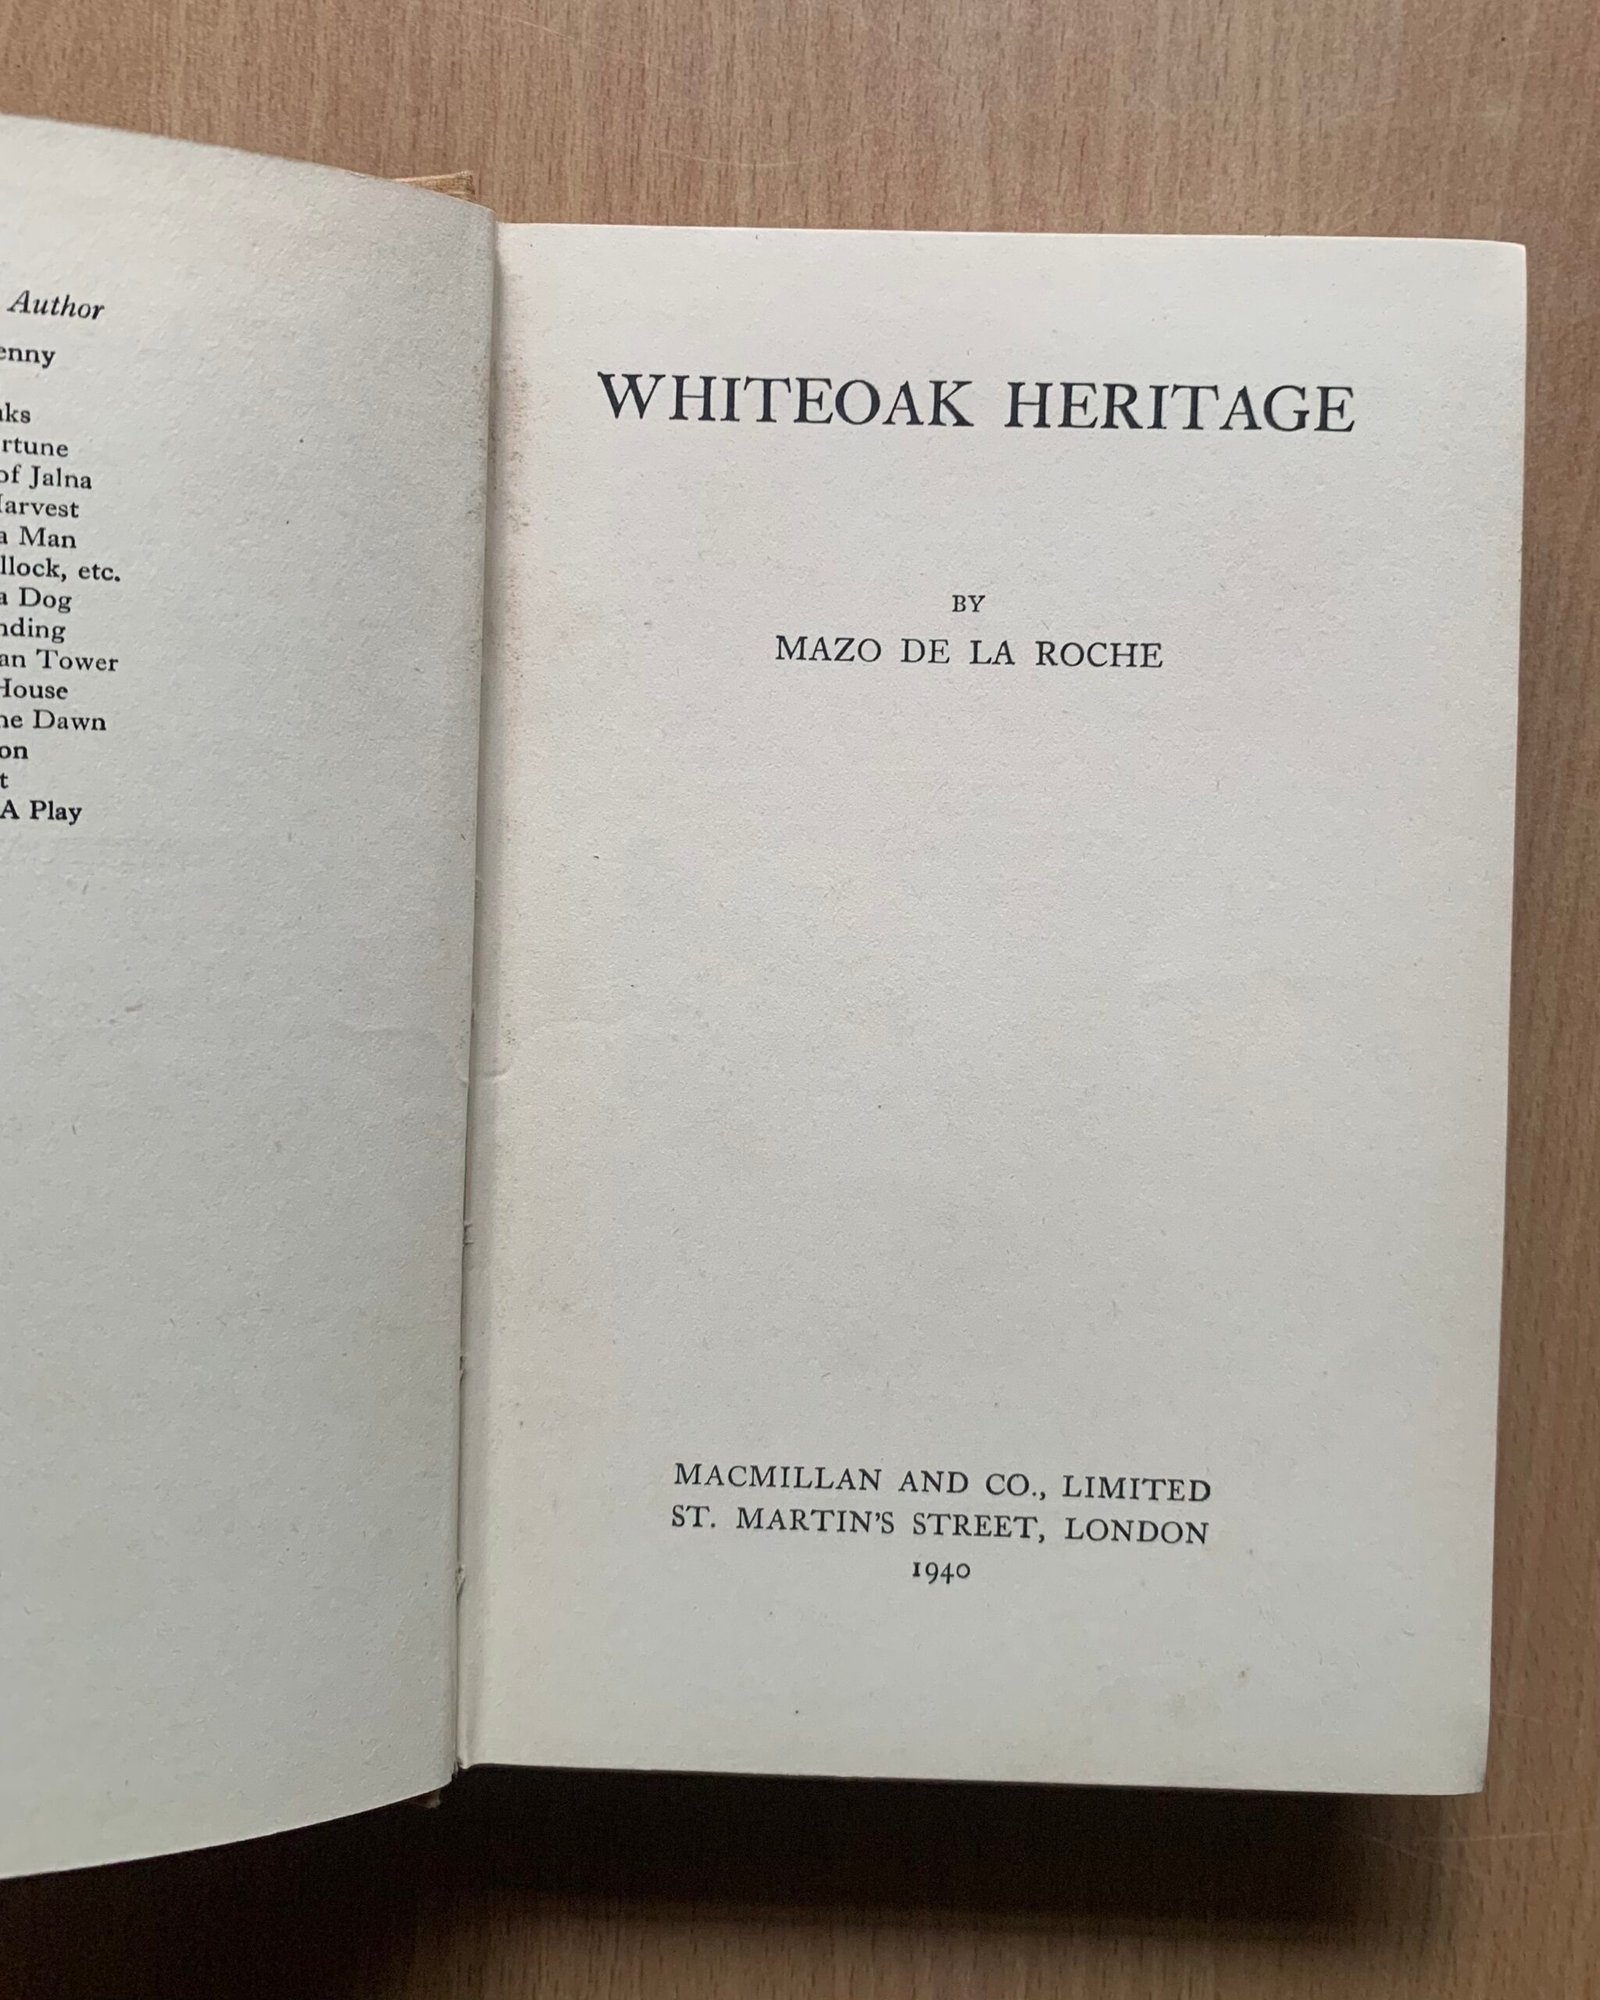 Author
enny
aks
rtune
of Jalna
Harvest
a Man
llock, etc.
a Dog
nding
an Tower
House
he Dawn
on
t
A Play
WHITEOAK HERITAGE
BY
MAZO DE LA ROCHE
MACMILLAN AND CO., LIMITED
ST. MARTIN'S STREET, LONDON
1940